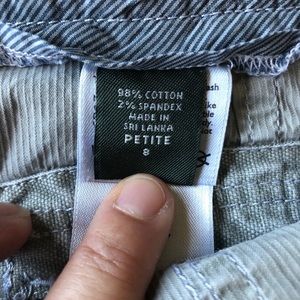 98% COTTON
2% SPANDEX
MADE IN
SRI LANKA
PETITE
8